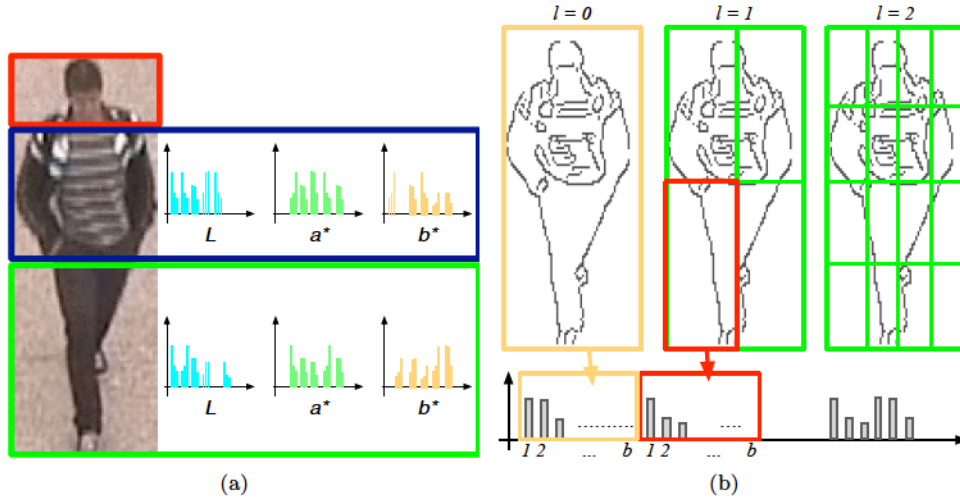 l = 0 l = 1 l = 2
L a* b*
L a* b*
1 2 ... b 1 2 ... b
(a) (b)